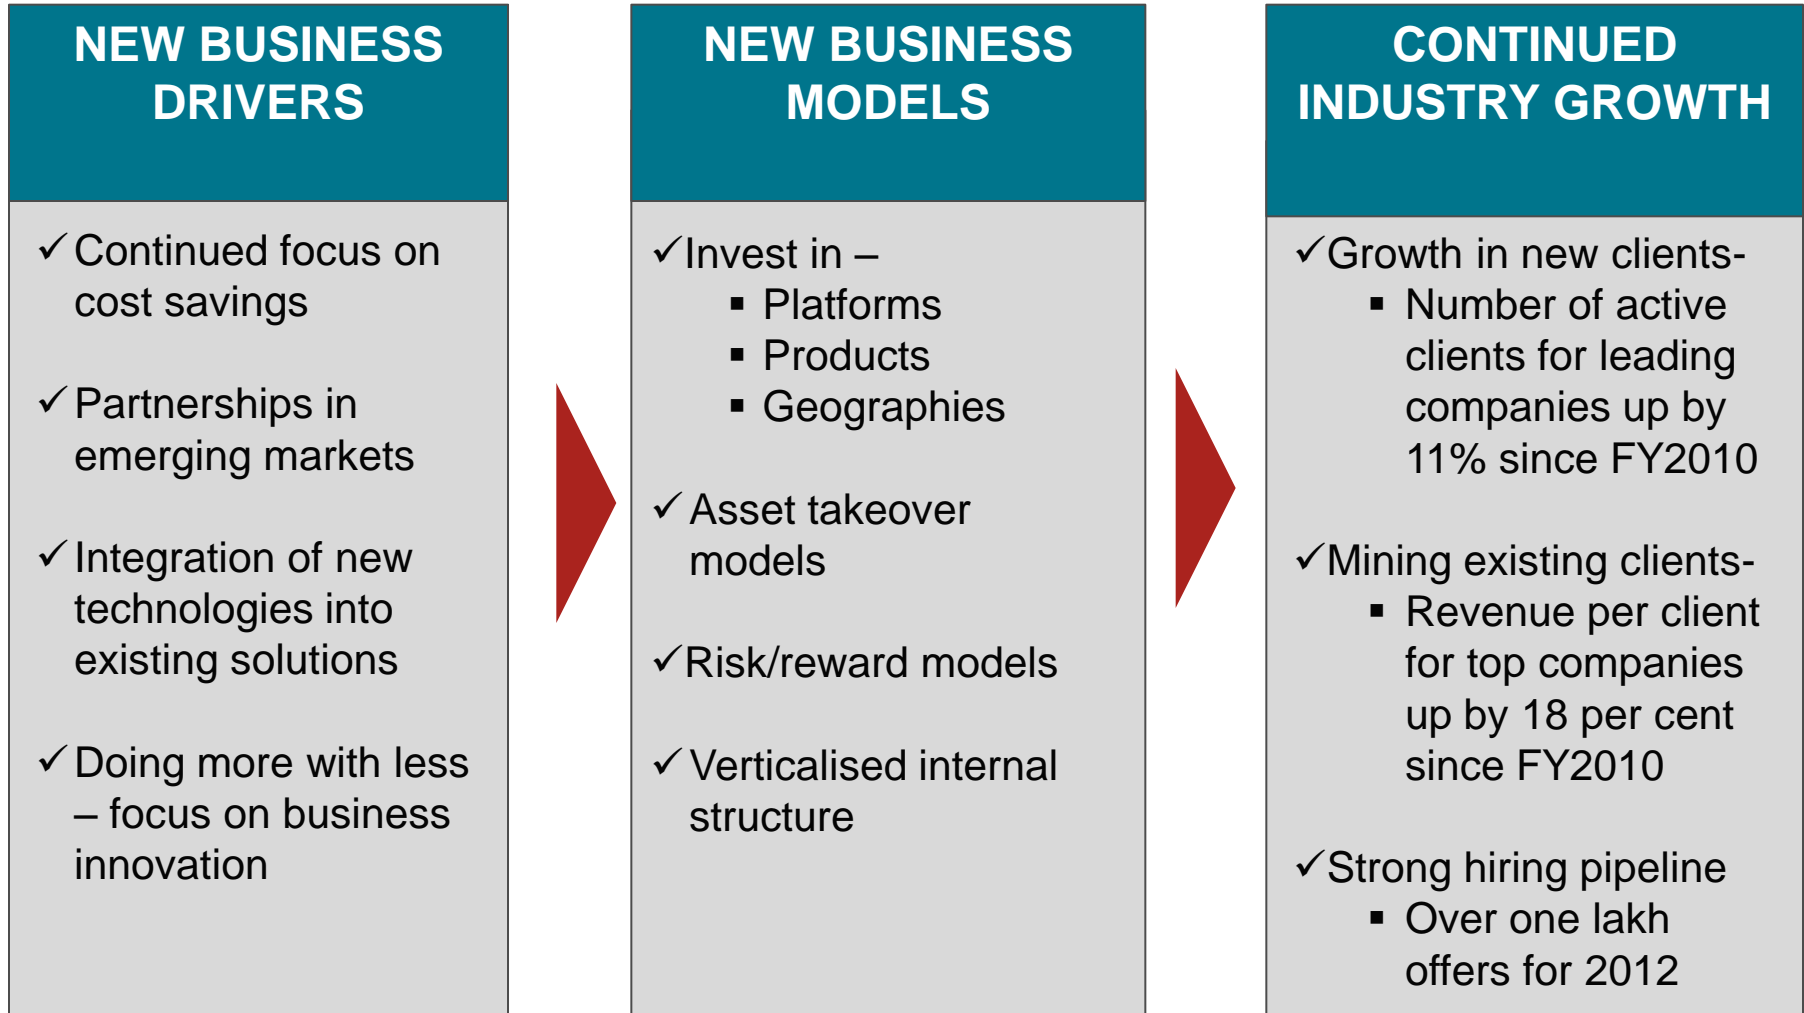 NEW BUSINESS
DRIVERS
✓Continued focus on
cost savings
✓Partnerships in
emerging markets
✓Integration of new
technologies into
existing solutions
✓Doing more with less
– focus on business
innovation
NEW BUSINESS
MODELS
✓Invest in –
▪ Platforms
▪ Products
▪ Geographies
✓Asset takeover
models
✓Risk/reward models
✓Verticalised internal
structure
CONTINUED
INDUSTRY GROWTH
✓Growth in new clients-
▪ Number of active
clients for leading
companies up by
11% since FY2010
✓Mining existing clients-
▪ Revenue per client
for top companies
up by 18 per cent
since FY2010
✓Strong hiring pipeline
▪ Over one lakh
offers for 2012